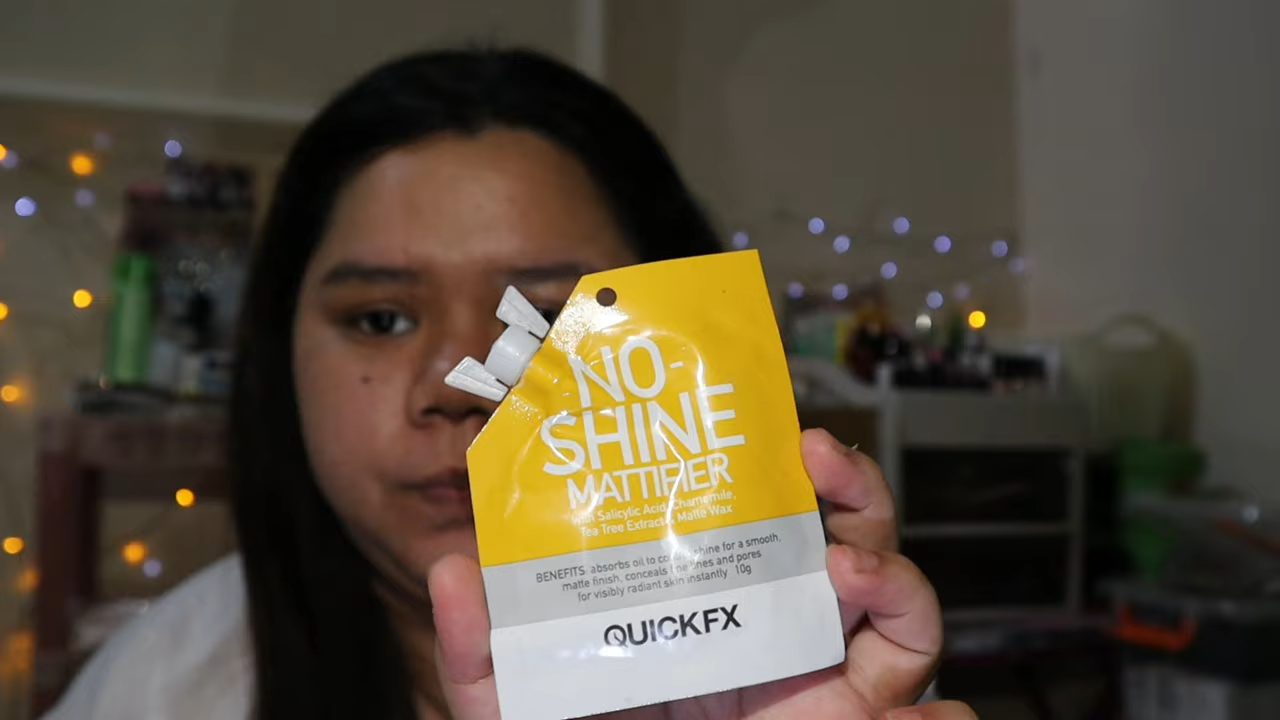 NO-
SHINE
MATTIFIER
with Salicylic Acid, Chamomile,
Tea Tree Extract & Matte Wax
BENEFITS: absorbs oil to control shine for a smooth,
matte finish, conceals fine lines and pores
for visibly radiant skin instantly 10g
QUICKFX